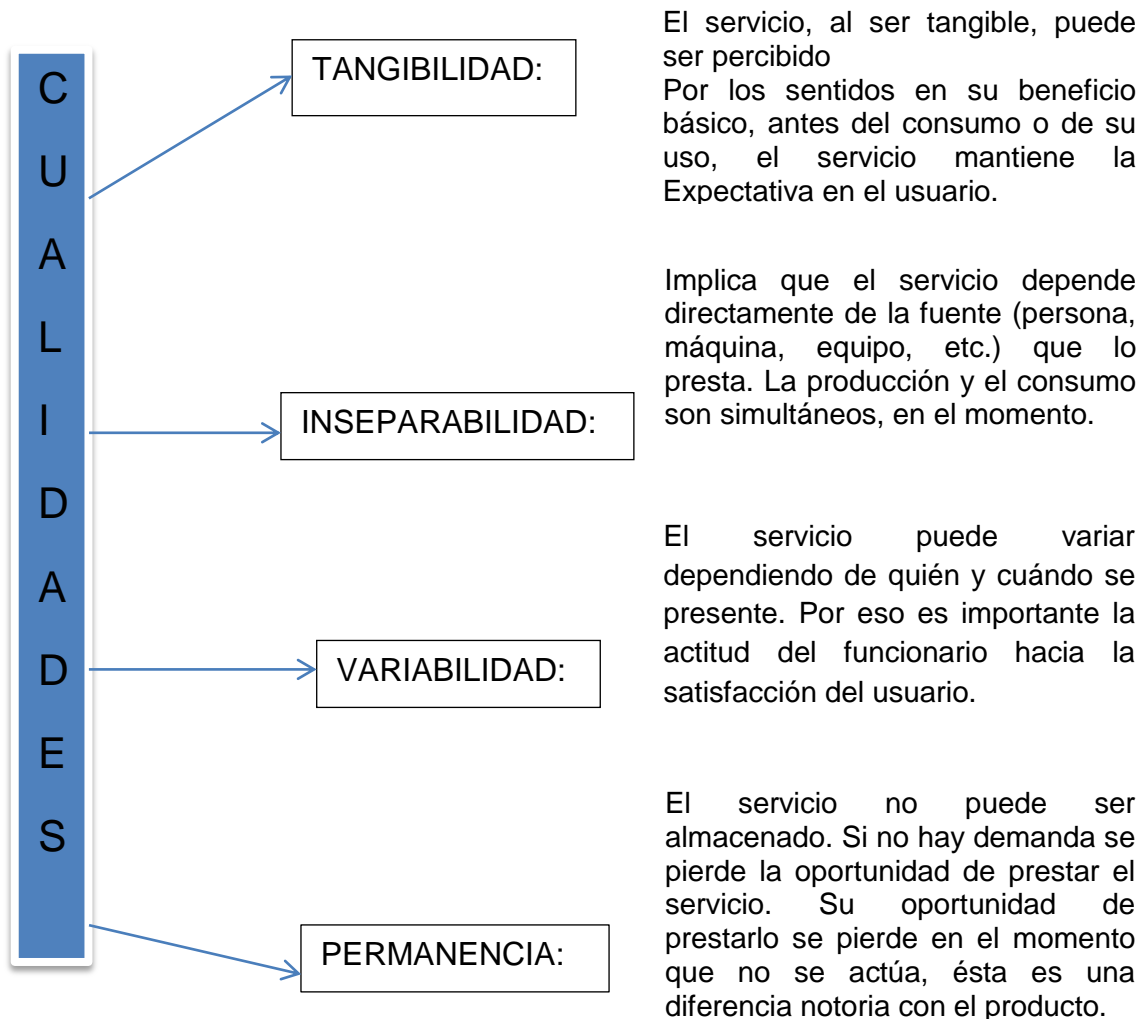 CUALIDADES
TANGIBILIDAD:
El servicio, al ser tangible, puede
ser percibido
Por los sentidos en su beneficio
básico, antes del consumo o de su
uso, el servicio mantiene la
Expectativa en el usuario.
INSEPARABILIDAD:
Implica que el servicio depende
directamente de la fuente (persona,
máquina, equipo, etc.) que lo
presta. La producción y el consumo
son simultáneos, en el momento.
VARIABILIDAD:
El servicio puede variar
dependiendo de quién y cuándo se
presente. Por eso es importante la
actitud del funcionario hacia la
satisfacción del usuario.
PERMANENCIA:
El servicio no puede ser
almacenado. Si no hay demanda se
pierde la oportunidad de prestar el
servicio. Su oportunidad de
prestarlo se pierde en el momento
que no se actúa, ésta es una
diferencia notoria con el producto.